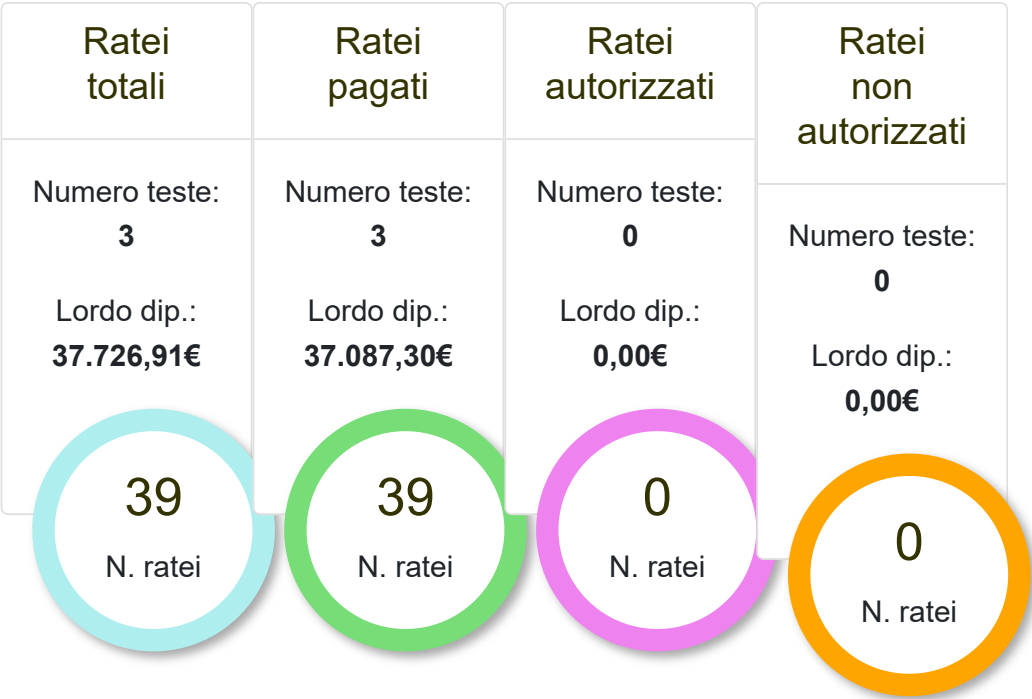 Ratei
totali
Numero teste:
3
Lordo dip.:
37.726,91€
39
N. ratei
Ratei
pagati
Numero teste:
3
Lordo dip.:
37.087,30€
39
N. ratei
Ratei
autorizzati
Numero teste:
0
Lordo dip.:
0,00€
0
N. ratei
Ratei
non
autorizzati
Numero teste:
0
Lordo dip.:
0,00€
0
N. ratei